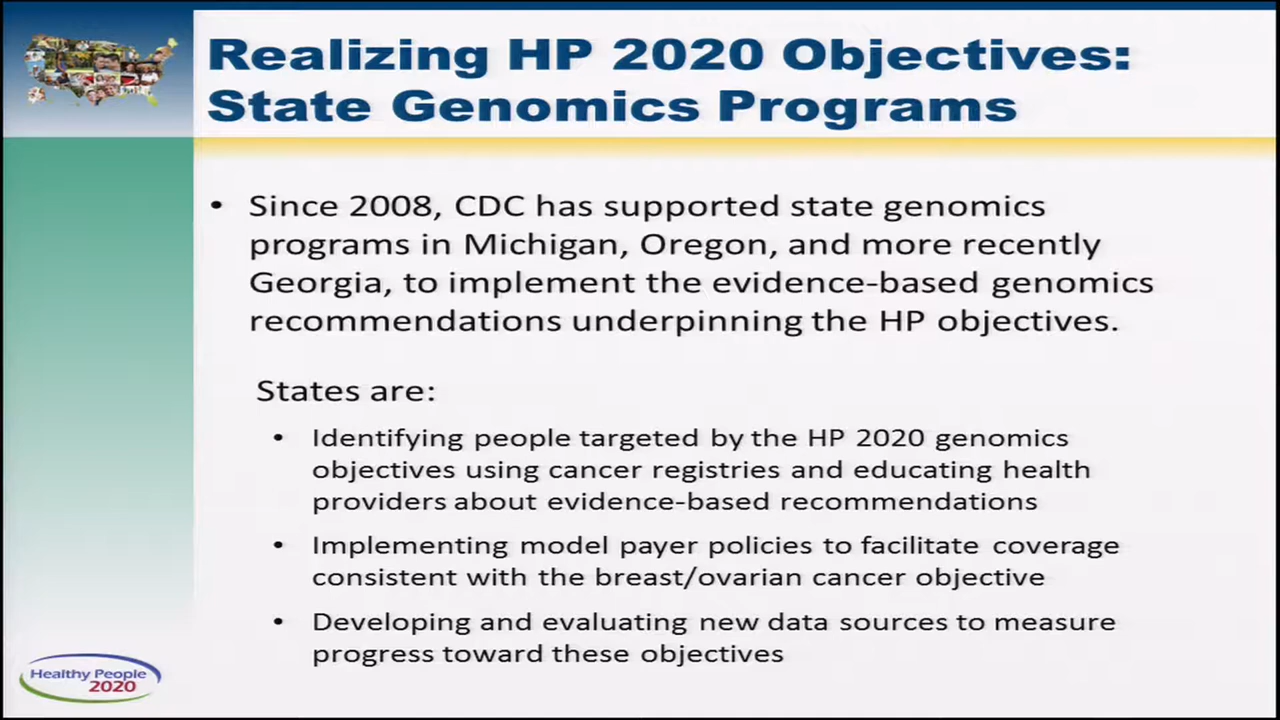 Realizing HP 2020 Objectives:
State Genomics Programs
• Since 2008, CDC has supported state genomics
programs in Michigan, Oregon, and more recently
Georgia, to implement the evidence-based genomics
recommendations underpinning the HP objectives.
States are:
• Identifying people targeted by the HP 2020 genomics
objectives using cancer registries and educating health
providers about evidence-based recommendations
• Implementing model payer policies to facilitate coverage
consistent with the breast/ovarian cancer objective
• Developing and evaluating new data sources to measure
progress toward these objectives
Healthy People
2020